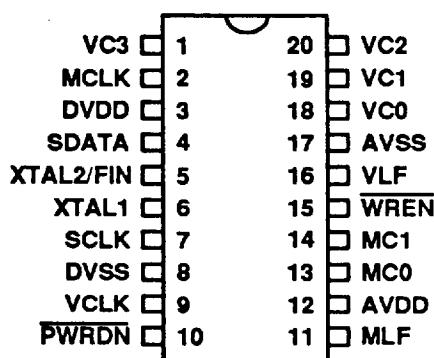 VC3 1 20 VC2
MCLK 2 19 VC1
DVDD 3 18 VC0
SDATA 4 17 AVSS
XTAL2/FIN 5 16 VLF
XTAL1 6 15 WREN
SCLK 7 14 MC1
DVSS 8 13 MC0
VCLK 9 12 AVDD
PWRDN 10 11 MLF